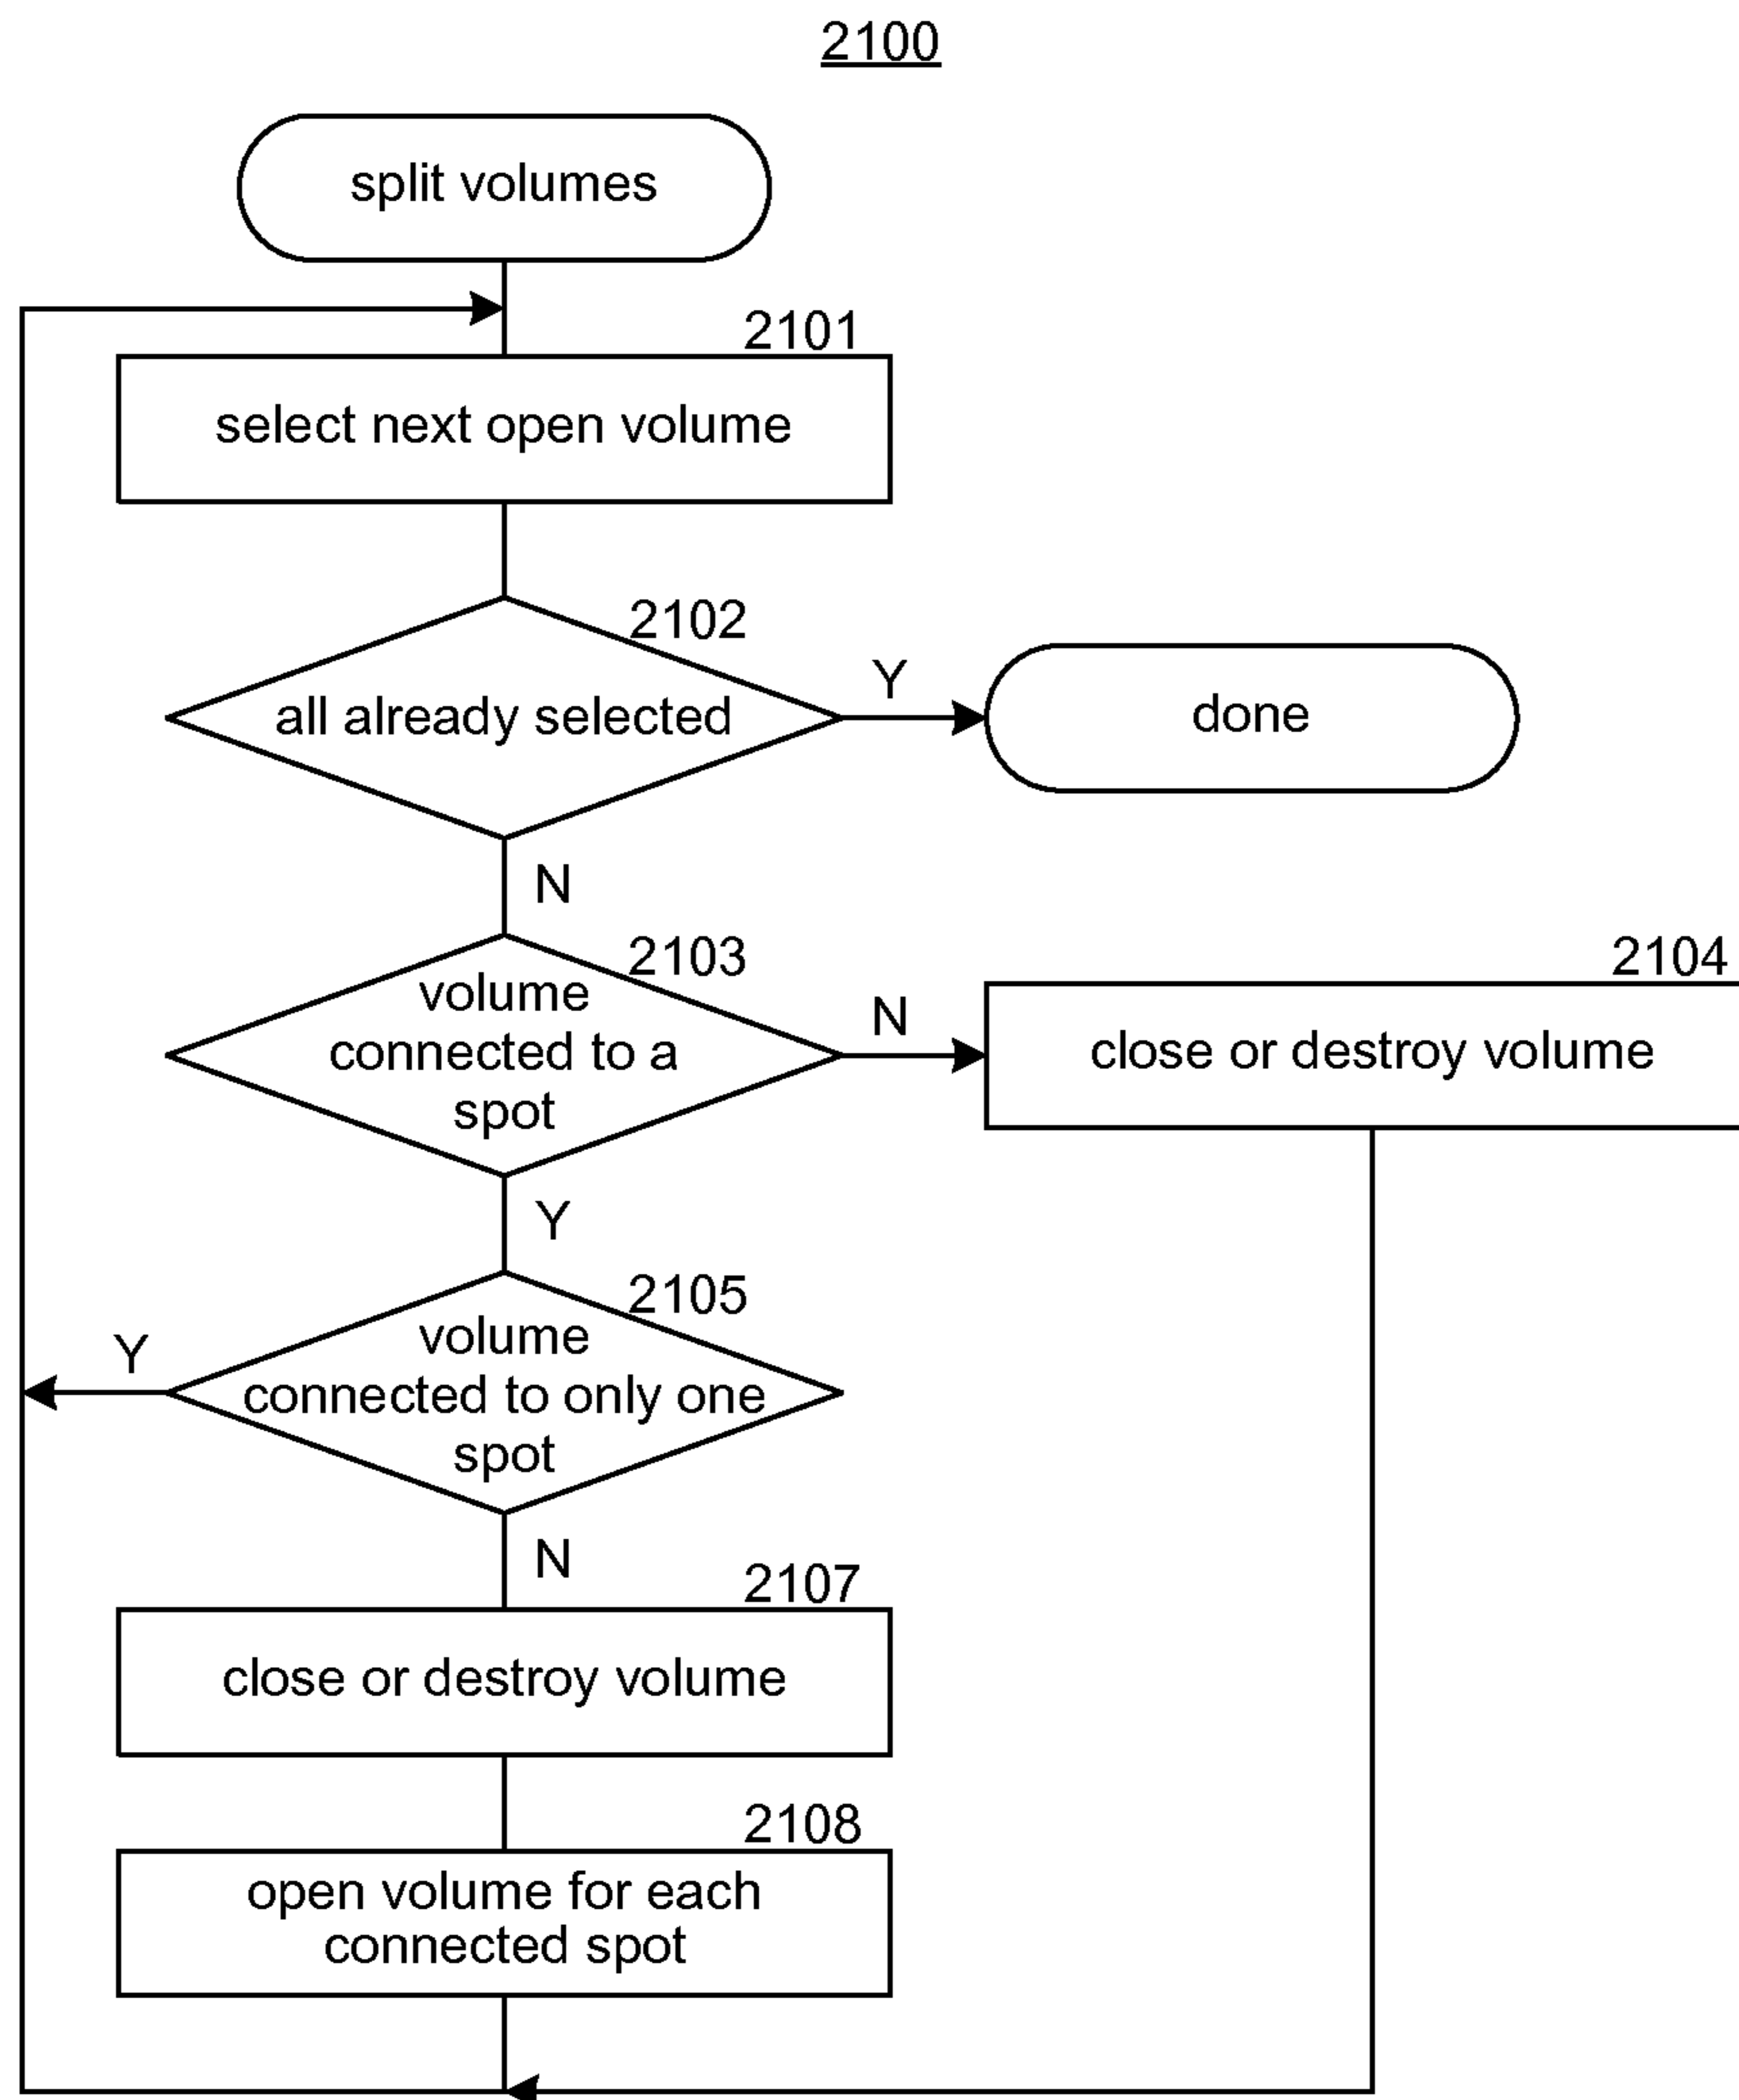 2100
split volumes
2101
select next open volume
2102
all already selected
Y
done
N
2103
volume
connected to a
spot
N
2104
close or destroy volume
Y
2105
volume
connected to only one
spot
Y
N
2107
close or destroy volume
2108
open volume for each
connected spot